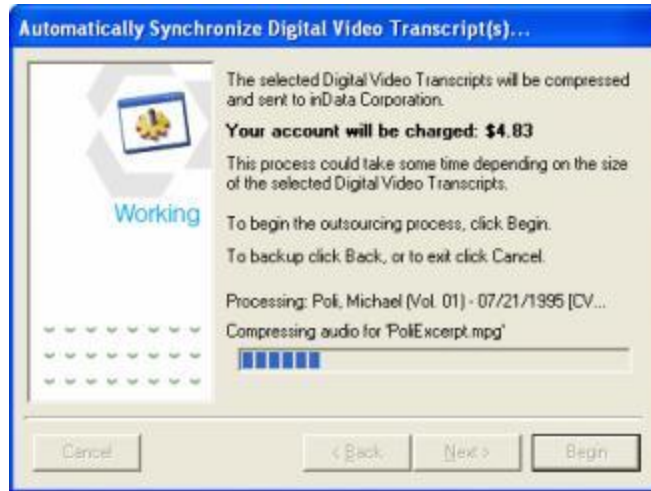 Automatically Synchronize Digital Video Transcript(s)...
The selected Digital Video Transcripts will be compressed
and sent to inData Corporation.
Your account will be charged: $4.83
This process could take some time depending on the size
of the selected Digital Video Transcripts.
Working
To begin the outsourcing process, click Begin.
To backup click Back, or to exit click Cancel.
Processing: Poli, Michael (Vol. 01) - 07/21/1995 [CV...
Compressing audio for 'PoliExcerpt.mpg'
Cancel
< Back
Next >
Begin